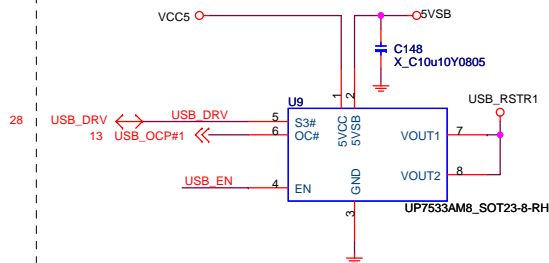 VCC5
5VSB
C148
X_C10u10Y0805
U9
1
2
5VCC
5VSB
USB_RSTR1
28 USB_DRV USB_DRV 5 S3#
13 USB_OCP#1 6 OC#
VOUT1 7
VOUT2 8
USB_EN 4 EN
GND
3
UP7533AM8_SOT23-8-RH